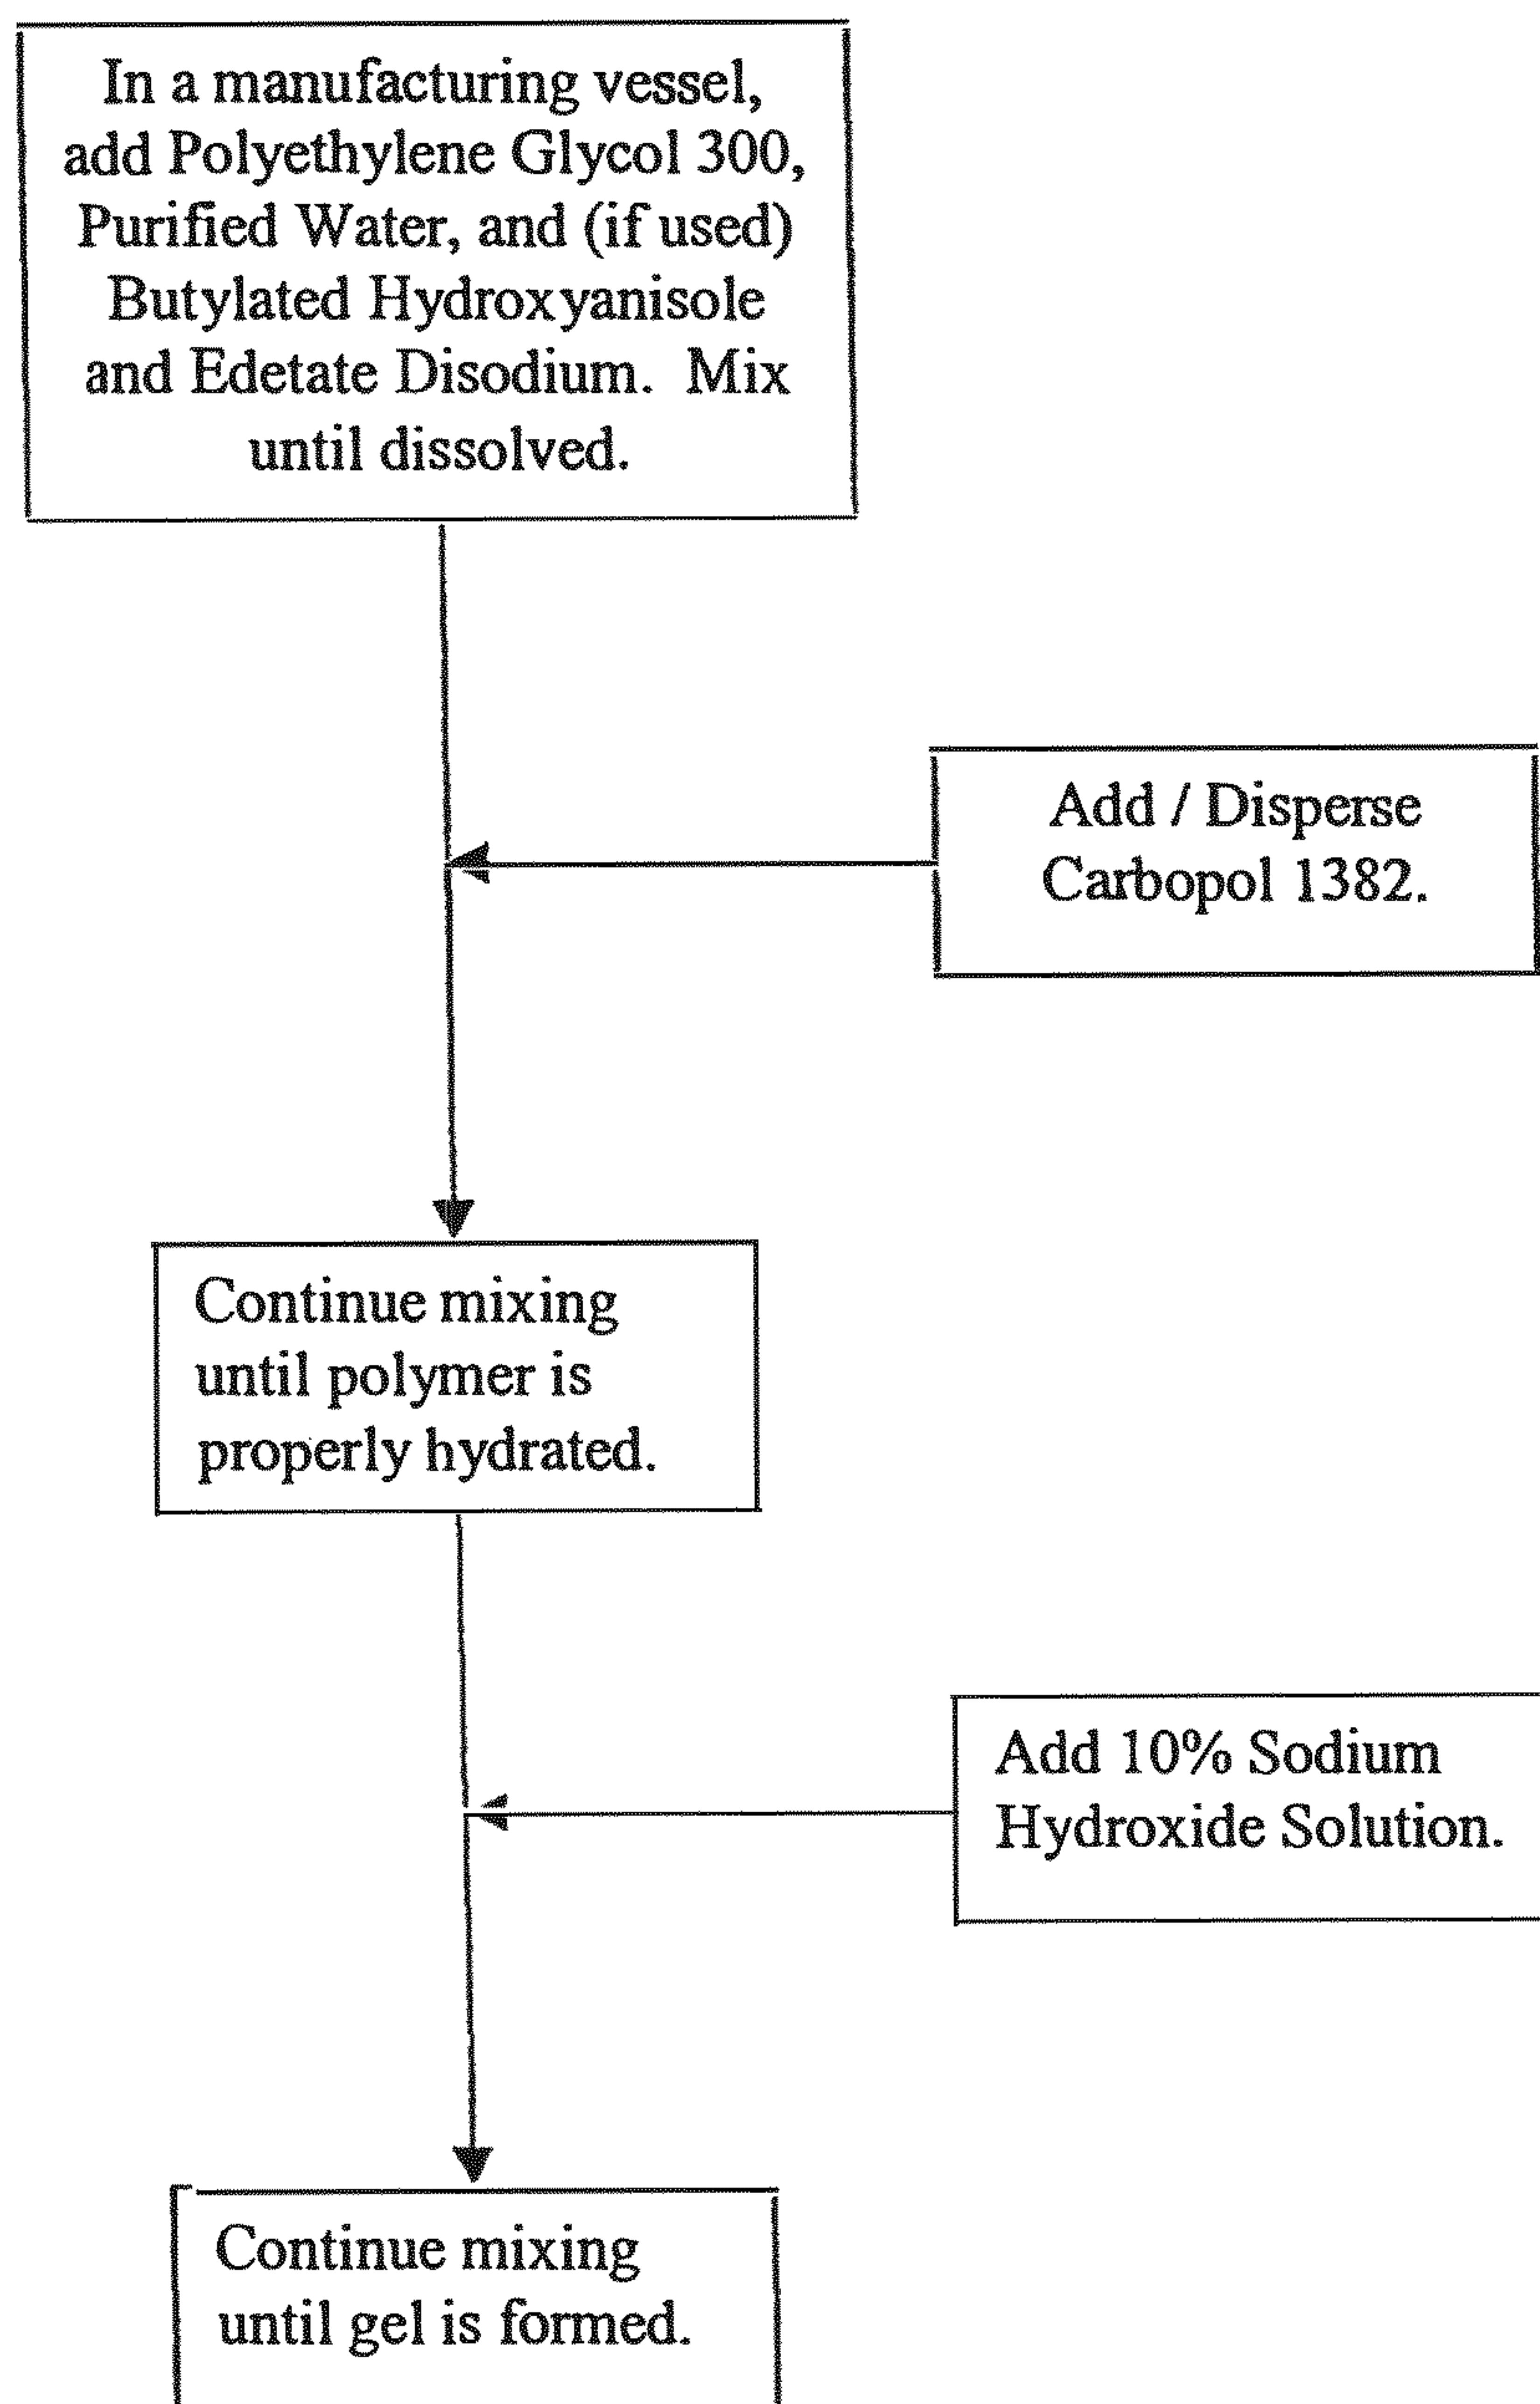 In a manufacturing vessel,
add Polyethylene Glycol 300,
Purified Water, and (if used)
Butylated Hydroxyanisole
and Edetate Disodium.  Mix
until dissolved.
Add / Disperse
Carbopol 1382.
Continue mixing
until polymer is
properly hydrated.
Add 10% Sodium
Hydroxide Solution.
Continue mixing
until gel is formed.